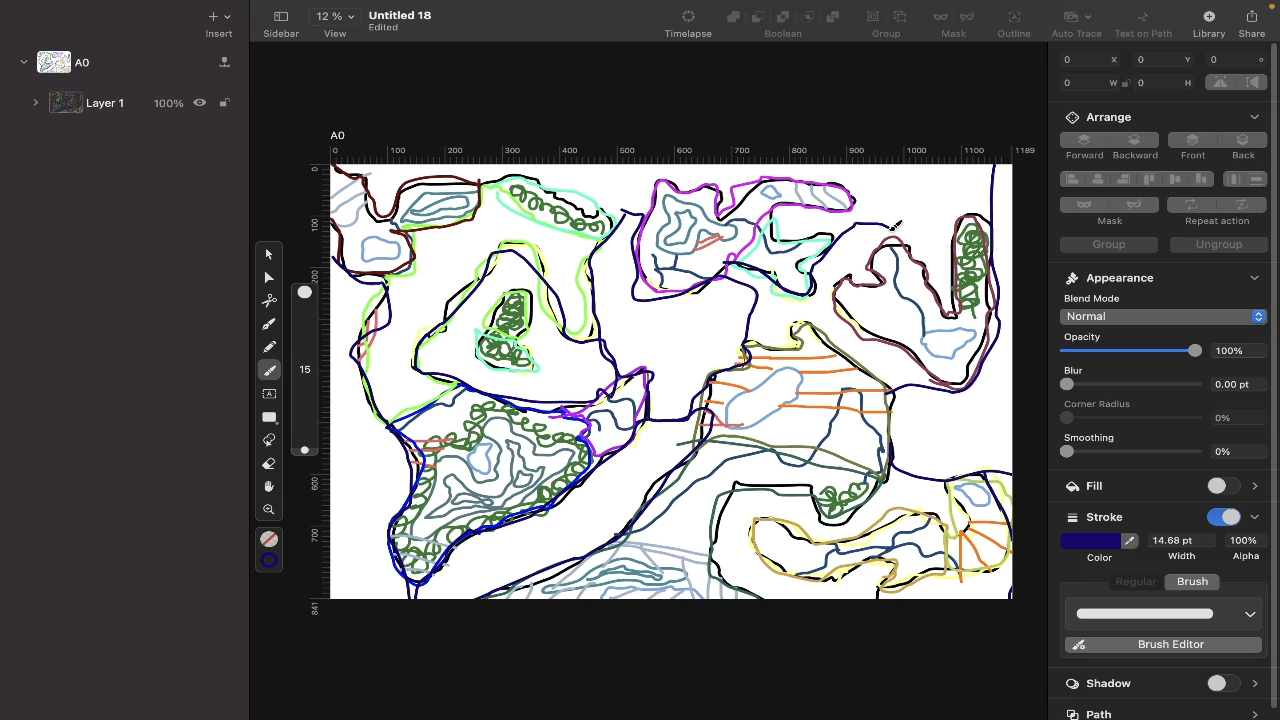 Insert
Sidebar
12 %
View
Untitled 18
Edited
Timelapse
Boolean
Group
Mask
Outline
Auto Trace
Text on Path
Library
Share
A0
Layer 1 100%
A0
0 100 200 300 400 500 600 700 800 900 1000 1100 1189
0
100
200
600
700
841
15
0 X 0 Y 0 °
0 W 0 H
Arrange
Forward Backward Front Back
Mask Repeat action
Group Ungroup
Appearance
Blend Mode
Normal
Opacity
100%
Blur
0.00 pt
Corner Radius
0%
Smoothing
0%
Fill
Stroke
14.68 pt 100%
Color Width Alpha
Regular Brush
Brush Editor
Shadow
Path